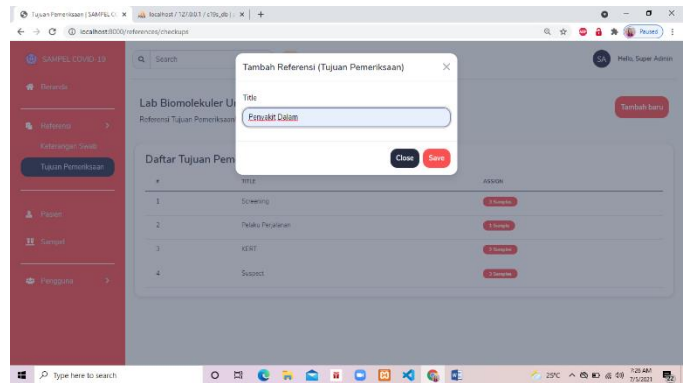 Tujuan Pemeriksaan | SAMPEL C
localhost / 127.0.0.1 / c19s_db |
localhost:8000/references/checkups
Paused
SAMPEL COVID-19
Search
Hello, Super Admin
SA
Beranda
Tambah Referensi (Tujuan Pemeriksaan)
Title
Penyakit Dalam
Close
Save
Lab Biomolekuler
Referensi Tujuan Pemeriksaan
Tambah baru
Referensi
Keterangan Swab
Tujuan Pemeriksaan
Daftar Tujuan Pem
# TITLE
1 Screening
2 Pelaku Perjalanan
3 KERT
4 Suspect
Pasien
Sampel
Pengguna
Type here to search
25°C
7:26 AM
7/5/2021